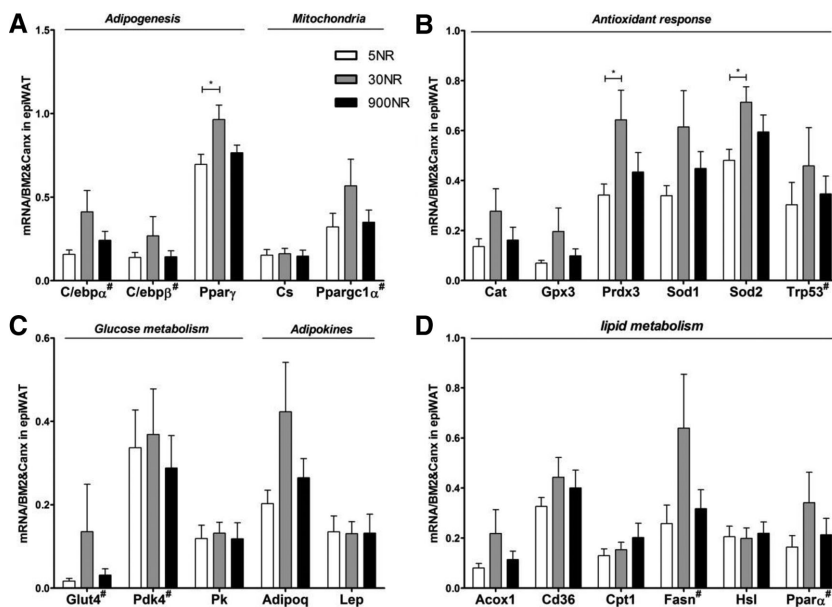 A
Adipogenesis
Mitochondria
5NR
30NR
900NR
mRNA/BM2&Canx in epiWAT
1.5
1.0
0.5
0.0
*
C/ebpα# C/ebpβ# Pparγ Cs Ppargc1α#
B
Antioxidant response
mRNA/BM2&Canx in epiWAT
1.0
0.8
0.6
0.4
0.2
0.0
*
*
Cat Gpx3 Prdx3 Sod1 Sod2 Trp53#
C
Glucose metabolism
Adipokines
mRNA/BM2&Canx in epiWAT
0.6
0.4
0.2
0.0
Glut4# Pdk4# Pk Adipoq Lep
D
lipid metabolism
mRNA/BM2&Canx in epiWAT
1.0
0.8
0.6
0.4
0.2
0.0
Acox1 Cd36 Cpt1 Fasn# Hsl Pparα#